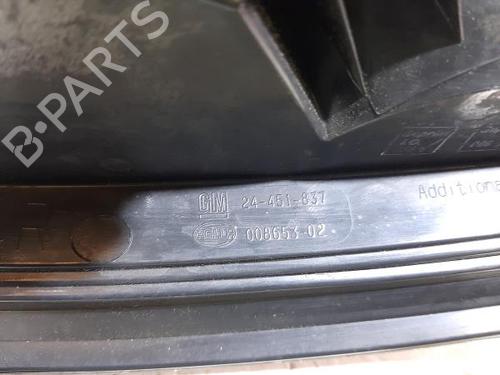 B-PARTS
GM 24-451-837
HELLA 008653-02
Additiona